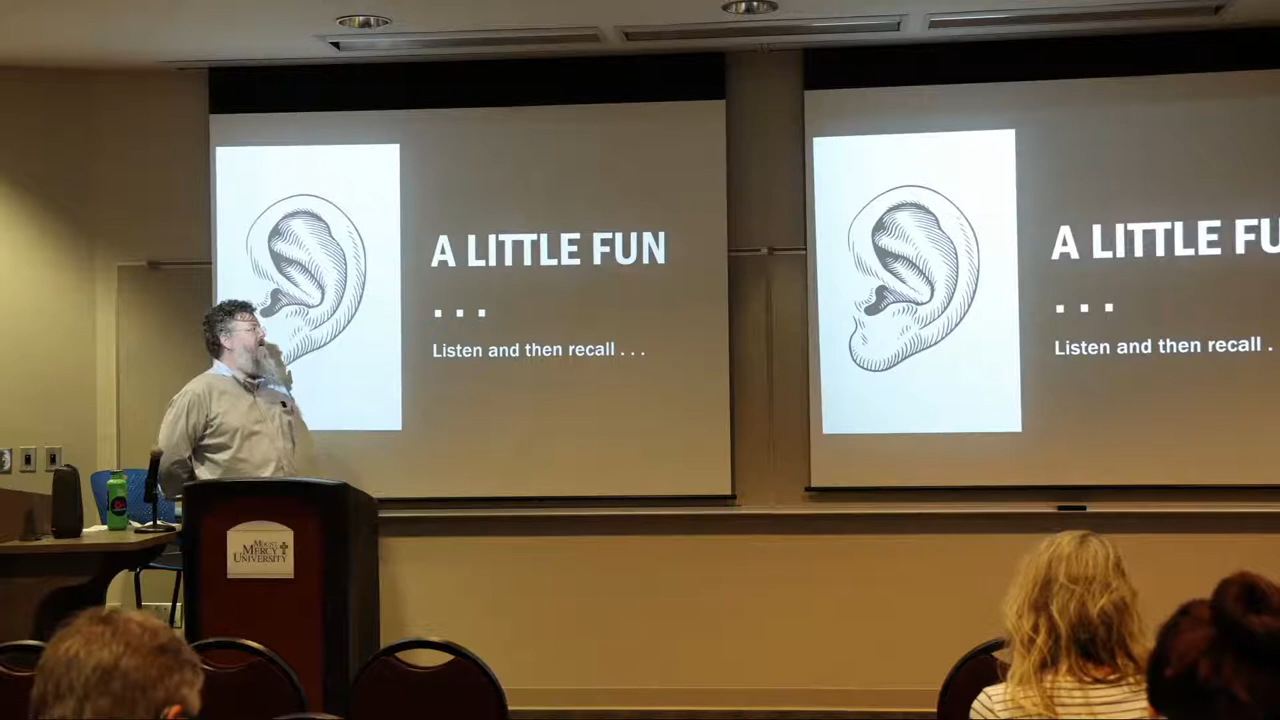 A LITTLE FUN
. . .
Listen and then recall . . .
A LITTLE FU
. . .
Listen and then recall .
MOUNT
MERCY
UNIVERSITY